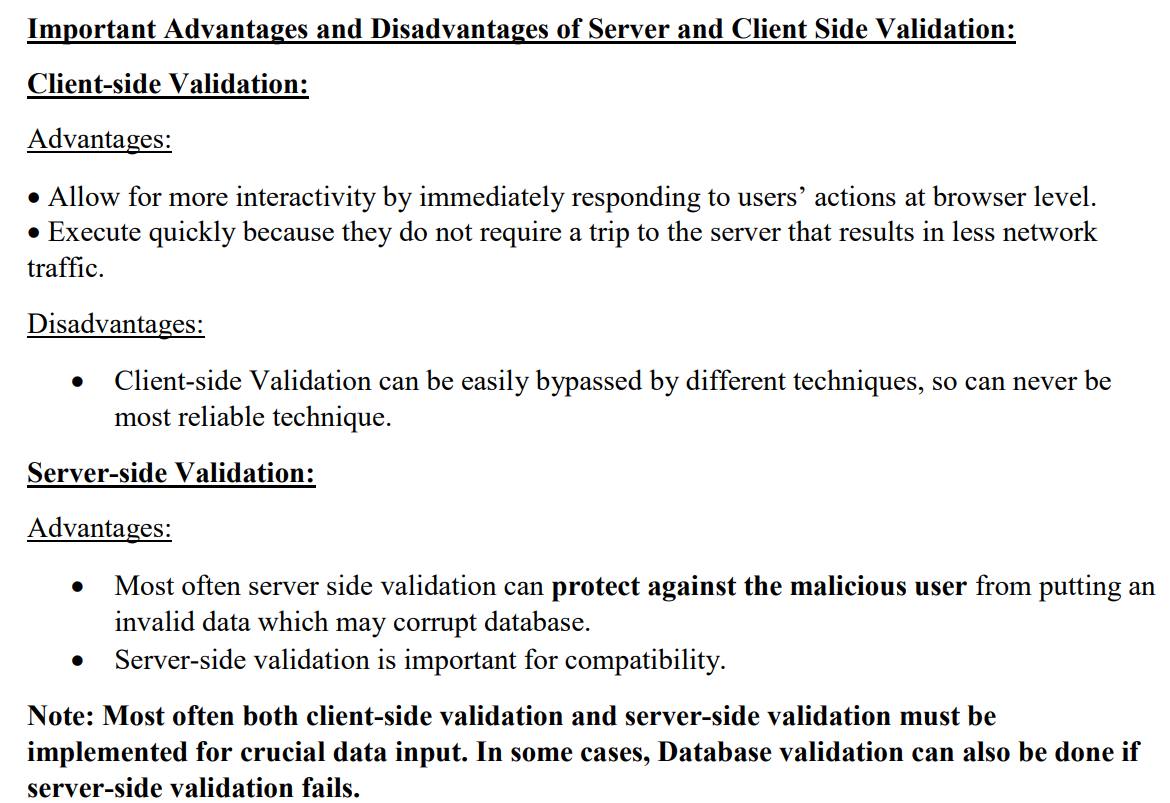 Important Advantages and Disadvantages of Server and Client Side Validation:
Client-side Validation:
Advantages:
• Allow for more interactivity by immediately responding to users’ actions at browser level.
• Execute quickly because they do not require a trip to the server that results in less network
traffic.
Disadvantages:
• Client-side Validation can be easily bypassed by different techniques, so can never be
most reliable technique.
Server-side Validation:
Advantages:
• Most often server side validation can protect against the malicious user from putting an
invalid data which may corrupt database.
• Server-side validation is important for compatibility.
Note: Most often both client-side validation and server-side validation must be
implemented for crucial data input. In some cases, Database validation can also be done if
server-side validation fails.